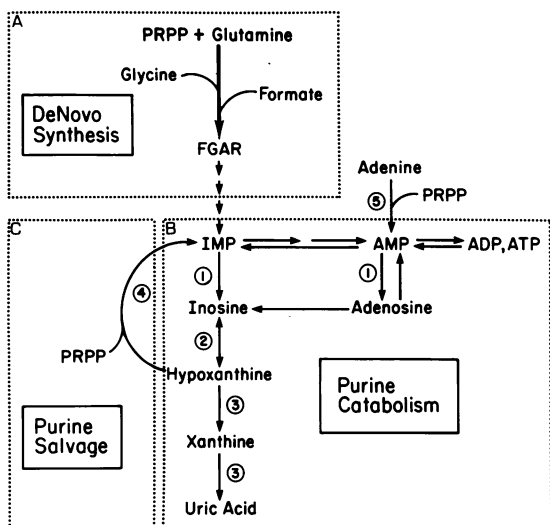 A
PRPP + Glutamine
Glycine
Formate
DeNovo
Synthesis
FGAR
Adenine
⑤
PRPP
C
B
IMP
AMP
ADP, ATP
①
①
④
Inosine
Adenosine
②
PRPP
Hypoxanthine
Purine
Catabolism
③
Purine
Salvage
Xanthine
③
Uric Acid